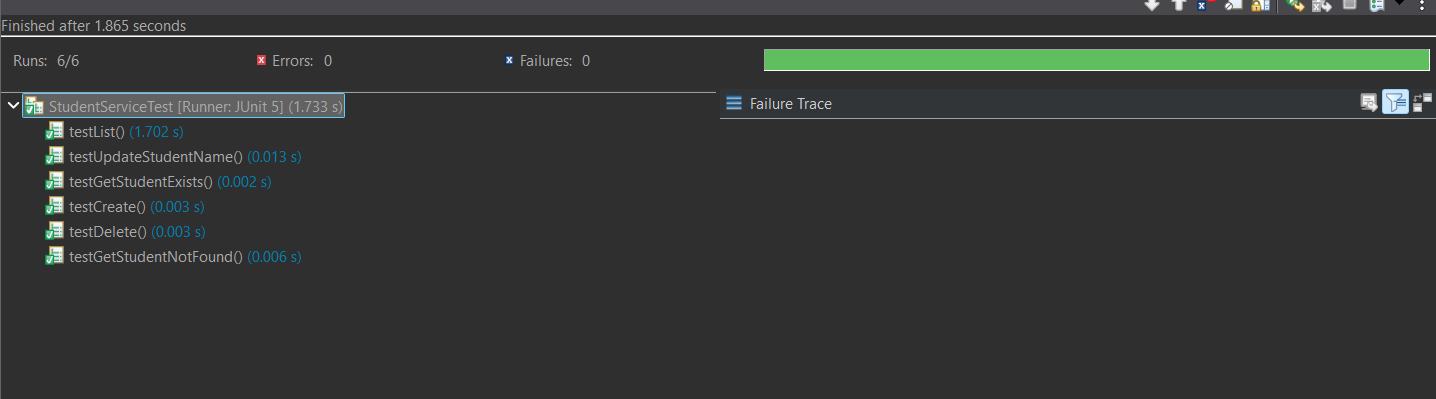 Finished after 1.865 seconds
Runs: 6/6 Errors: 0 Failures: 0
StudentServiceTest [Runner: JUnit 5] (1.733 s)
Failure Trace
testList() (1.702 s)
testUpdateStudentName() (0.013 s)
testGetStudentExists() (0.002 s)
testCreate() (0.003 s)
testDelete() (0.003 s)
testGetStudentNotFound() (0.006 s)